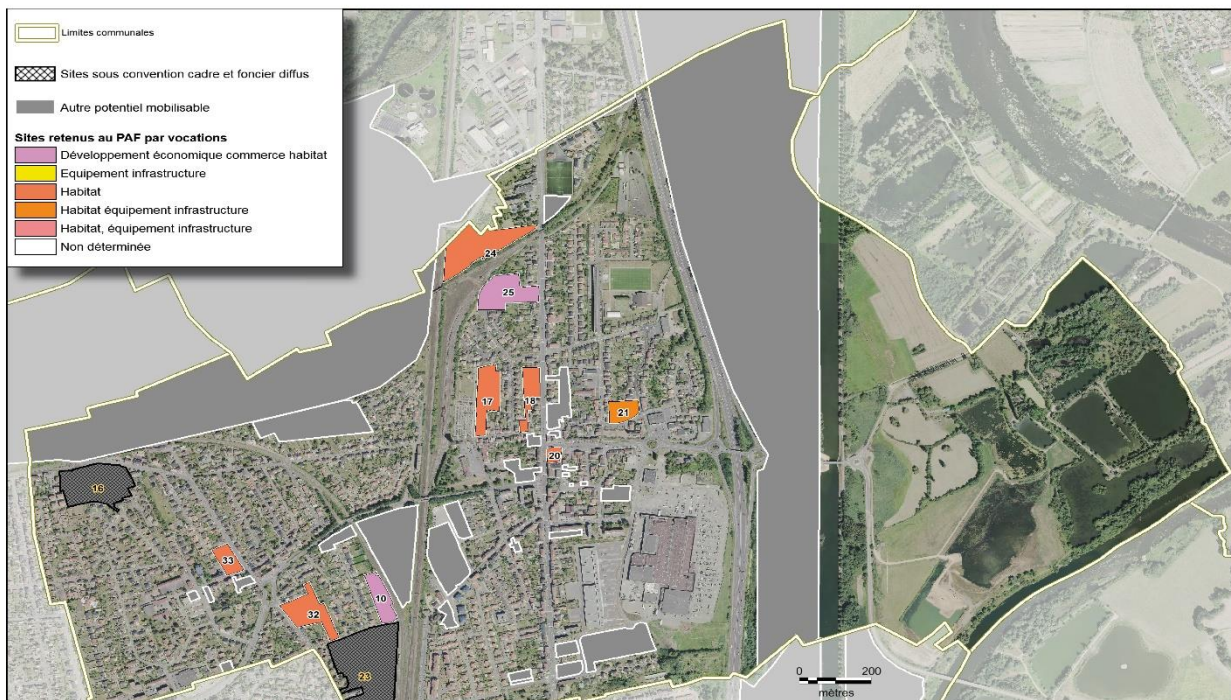 Limites communales
Sites sous convention cadre et foncier diffus
Autre potentiel mobilisable
Sites retenus au PAF par vocations
Développement économique commerce habitat
Equipement infrastructure
Habitat
Habitat équipement infrastructure
Habitat, équipement infrastructure
Non déterminée
24
25
17
18
21
20
16
33
10
32
23
0 200
mètres